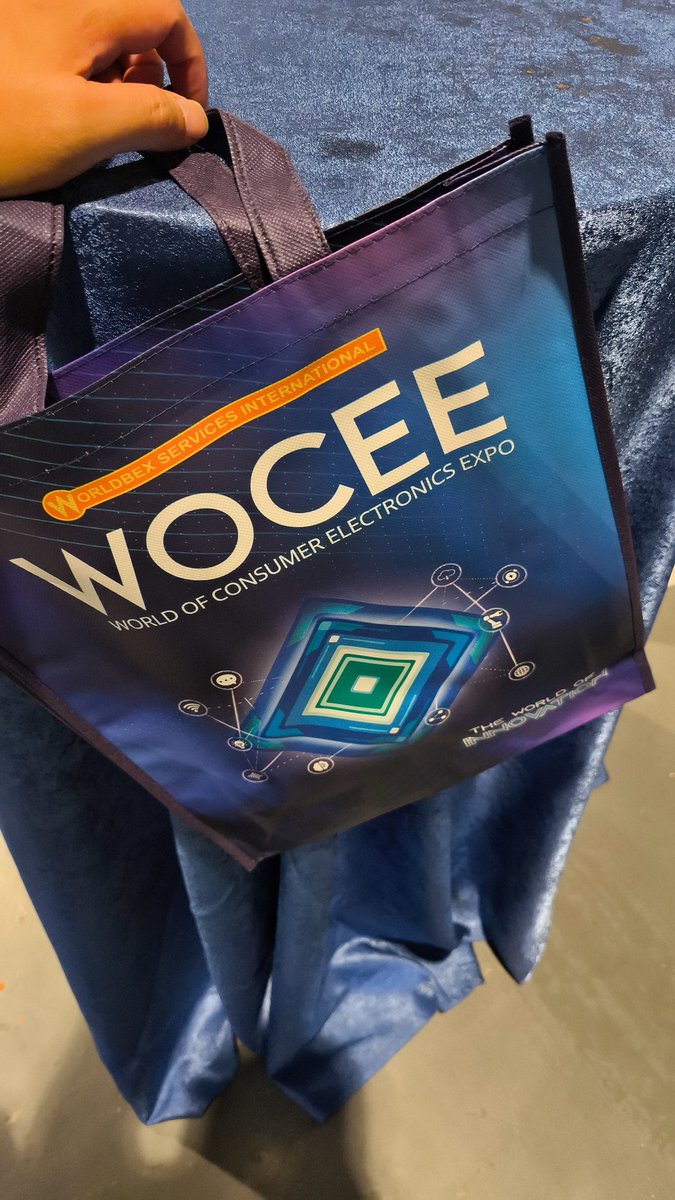 WORLDBEX SERVICES INTERNATIONAL
WOCEE
WORLD OF CONSUMER ELECTRONICS EXPO
THE WORLD OF
INNOVATION